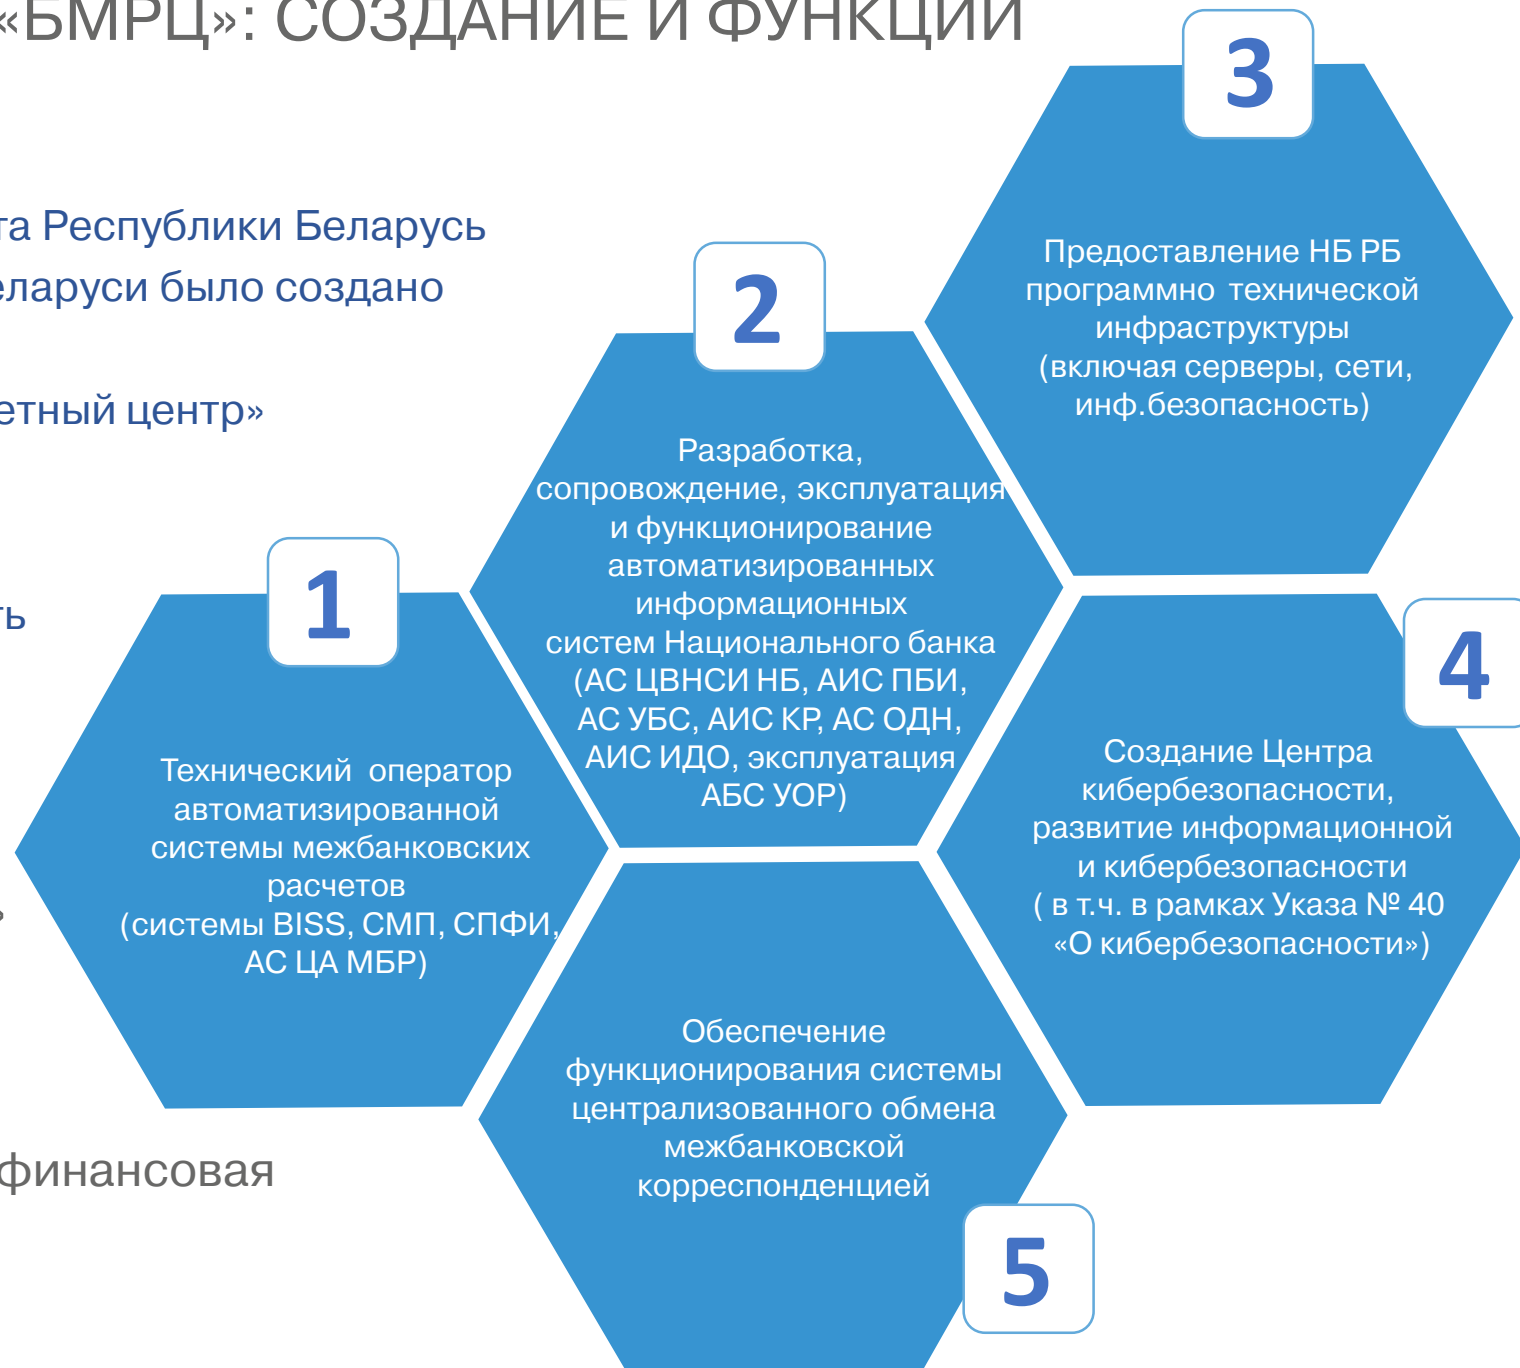 «БМРЦ»: СОЗДАНИЕ И ФУНКЦИИ
Республики Беларусь
было создано
центр»
финансовая
1
Технический оператор
автоматизированной
системы межбанковских
расчетов
(системы BISS, СМП, СПФИ,
АС ЦА МБР)
2
Разработка,
сопровождение, эксплуатация
и функционирование
автоматизированных
информационных
систем Национального банка
(АС ЦВНСИ НБ, АИС ПБИ,
АС УБС, АИС КР, АС ОДН,
АИС ИДО, эксплуатация
АБС УОР)
3
Предоставление НБ РБ
программно технической
инфраструктуры
(включая серверы, сети,
инф.безопасность)
4
Создание Центра
кибербезопасности,
развитие информационной
и кибербезопасности
( в т.ч. в рамках Указа № 40
«О кибербезопасности»)
Обеспечение
функционирования системы
централизованного обмена
межбанковской
корреспонденцией
5